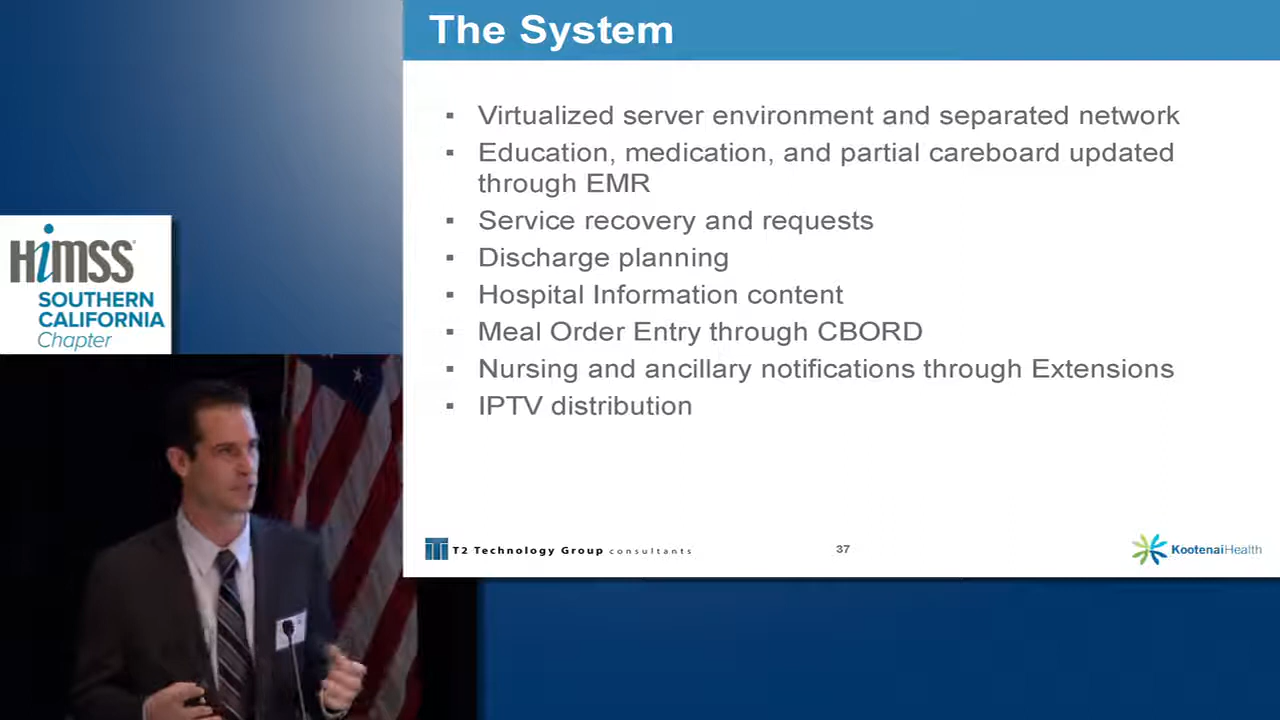 The System
▪ Virtualized server environment and separated network
▪ Education, medication, and partial careboard updated
through EMR
▪ Service recovery and requests
▪ Discharge planning
▪ Hospital Information content
▪ Meal Order Entry through CBORD
▪ Nursing and ancillary notifications through Extensions
▪ IPTV distribution
HiMSS
SOUTHERN
CALIFORNIA
Chapter
T2 Technology Group consultants
37
KootenaiHealth